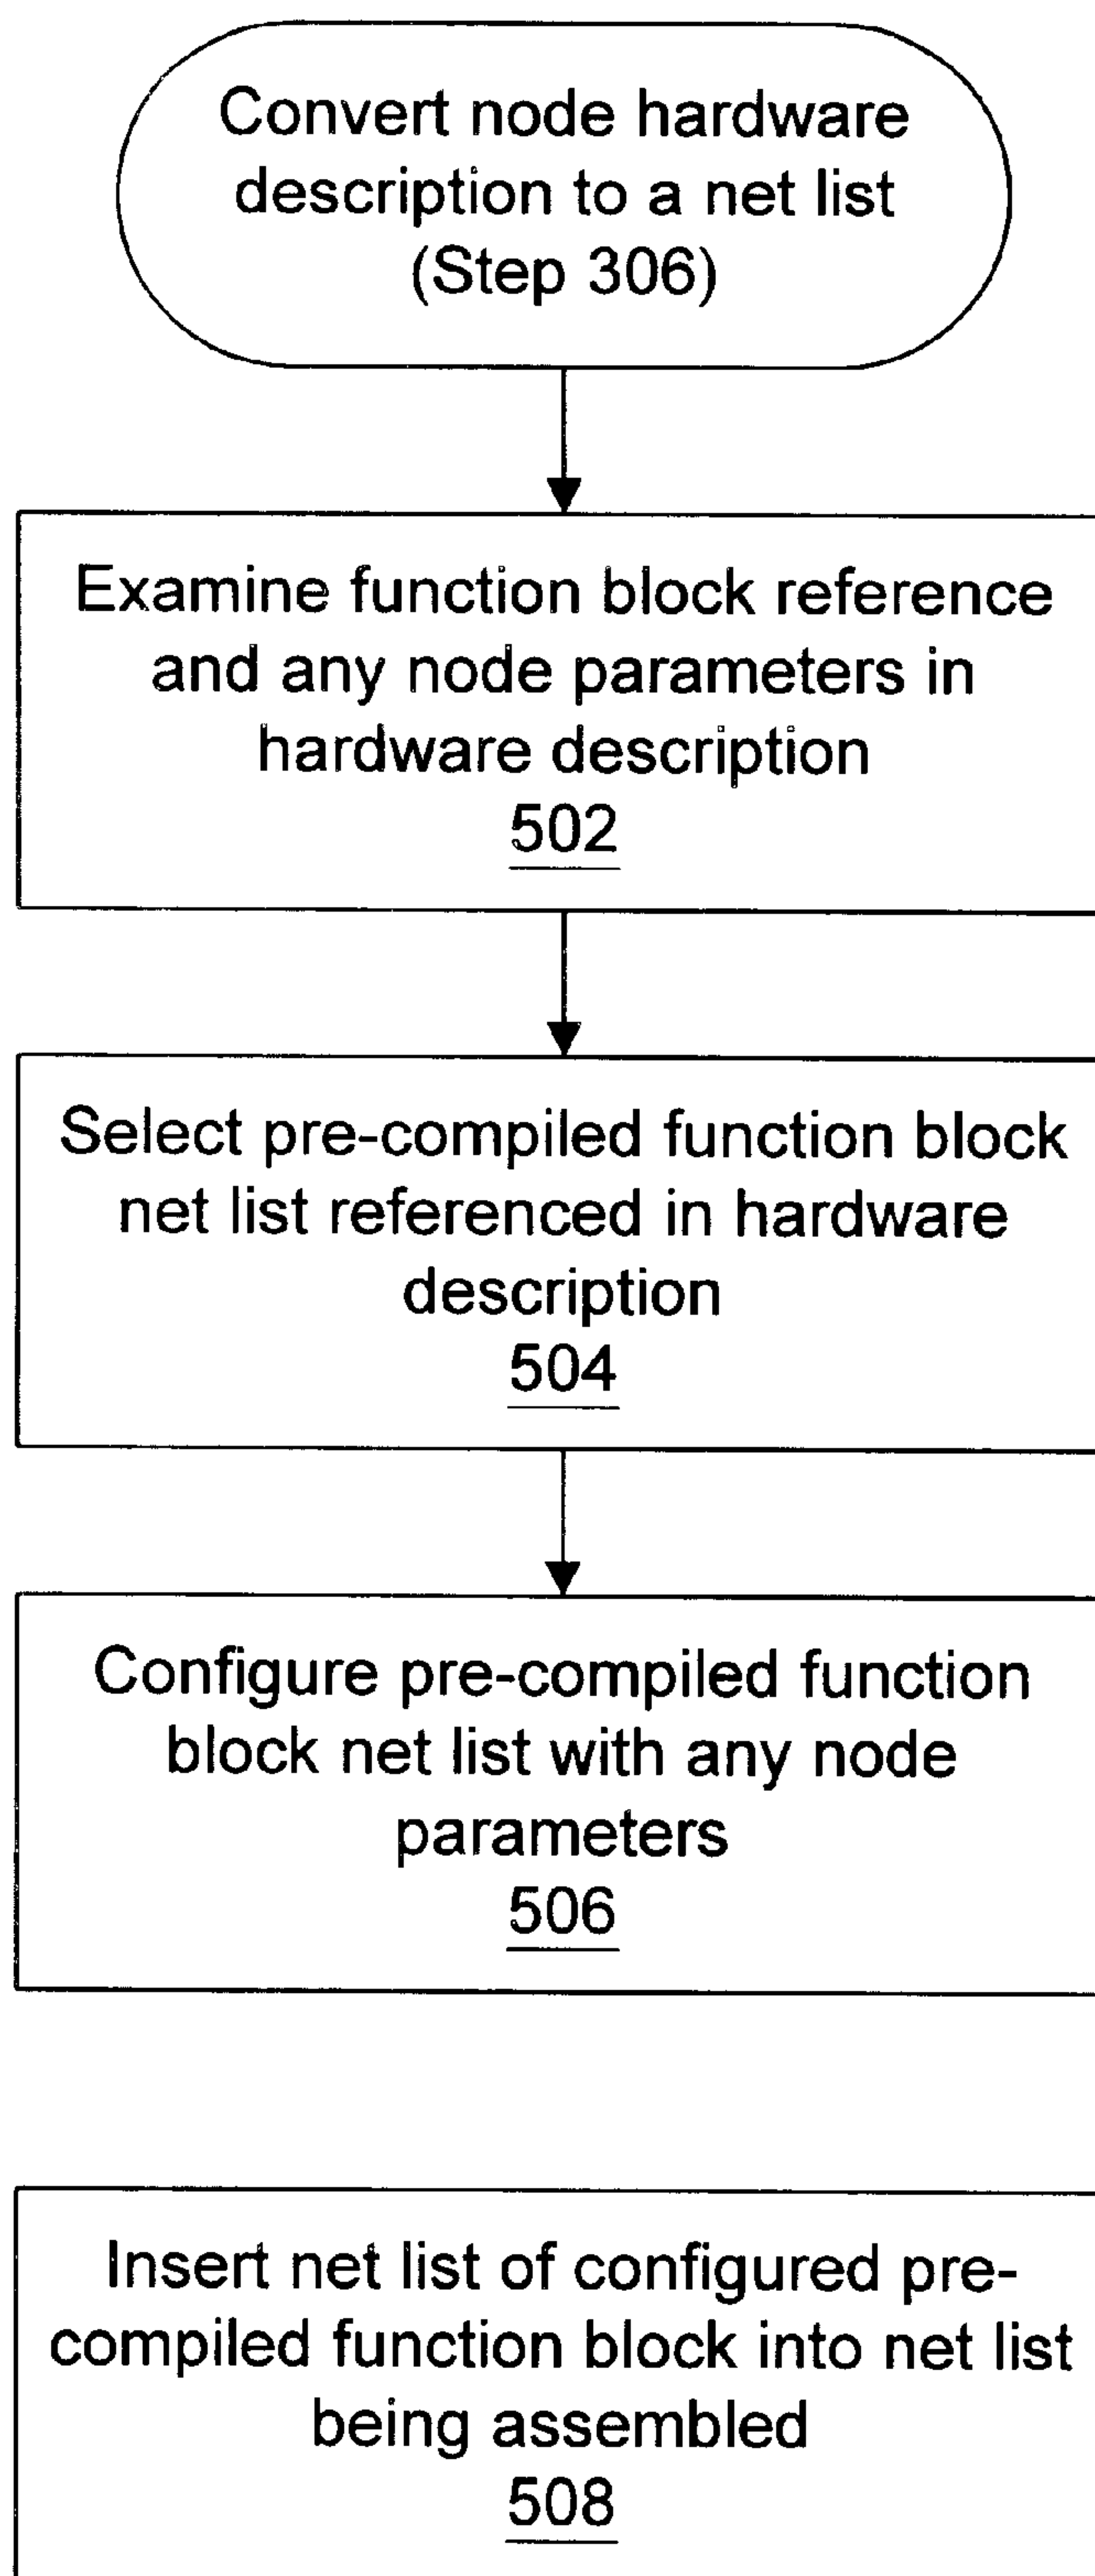 Convert node hardware
description to a net list
(Step 306)
Examine function block reference
and any node parameters in
hardware description
502
Select pre-compiled function block
net list referenced in hardware
description
504
Configure pre-compiled function
block net list with any node
parameters
506
Insert net list of configured pre-
compiled function block into net list
being assembled
508